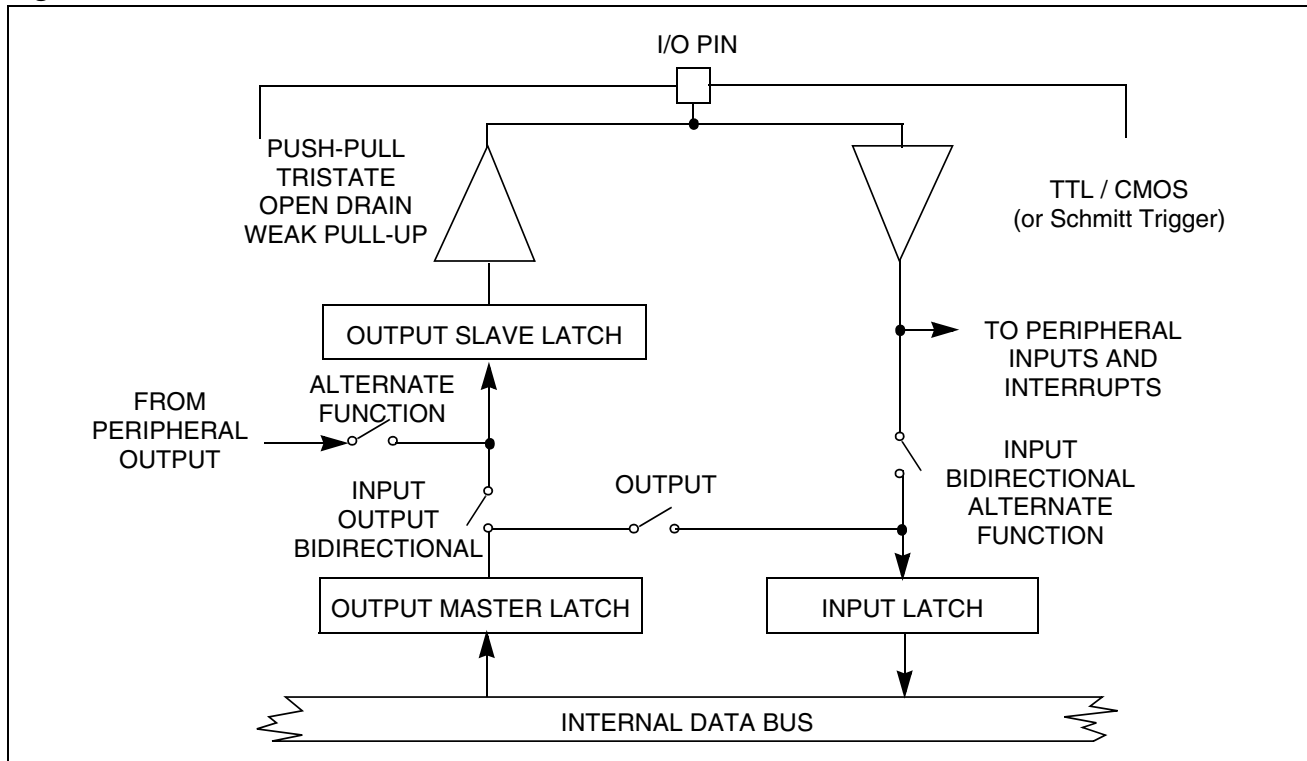 I/O PIN
PUSH-PULL
TRISTATE
OPEN DRAIN
WEAK PULL-UP
TTL / CMOS
(or Schmitt Trigger)
OUTPUT SLAVE LATCH
TO PERIPHERAL
INPUTS AND
INTERRUPTS
ALTERNATE
FUNCTION
FROM
PERIPHERAL
OUTPUT
INPUT
OUTPUT
BIDIRECTIONAL
OUTPUT
INPUT
BIDIRECTIONAL
ALTERNATE
FUNCTION
OUTPUT MASTER LATCH
INPUT LATCH
INTERNAL DATA BUS